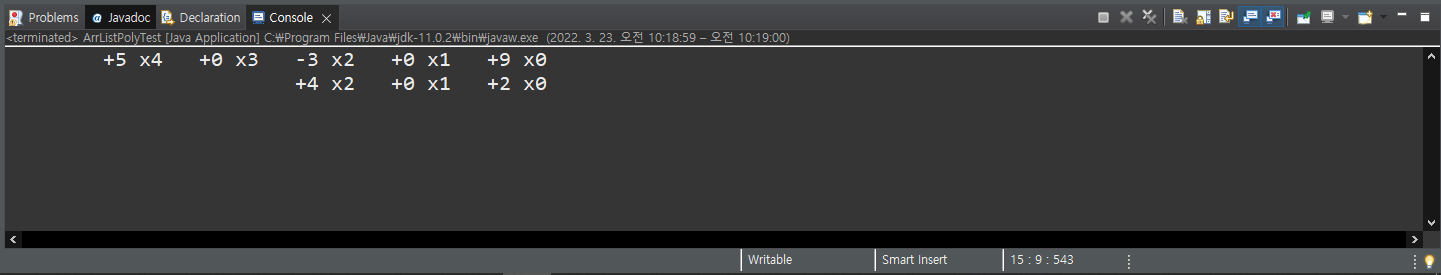 Problems Javadoc Declaration Console
<terminated> ArrListPolyTest [Java Application] C:₩Program Files₩Java₩jdk-11.0.2₩bin₩javaw.exe (2022. 3. 23. 오전 10:18:59 – 오전 10:19:00)
+5 x4 +0 x3 -3 x2 +0 x1 +9 x0
+4 x2 +0 x1 +2 x0
Writable Smart Insert 15 : 9 : 543